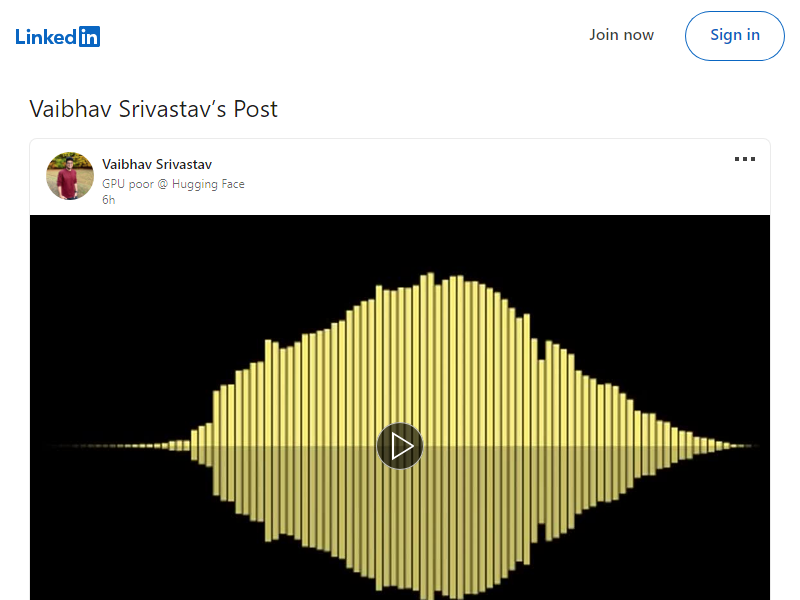 LinkedIn
Join now
Sign in
Vaibhav Srivastav’s Post
Vaibhav Srivastav
GPU poor @ Hugging Face
6h